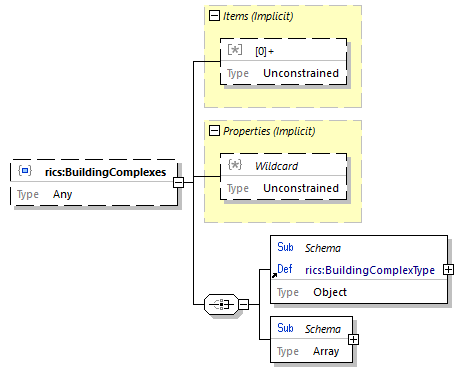 Items (Implicit)
[0]+
Type Unconstrained
Properties (Implicit)
Wildcard
Type Unconstrained
rics:BuildingComplexes
Type Any
Sub Schema
Def rics:BuildingComplexType
Type Object
Sub Schema
Type Array